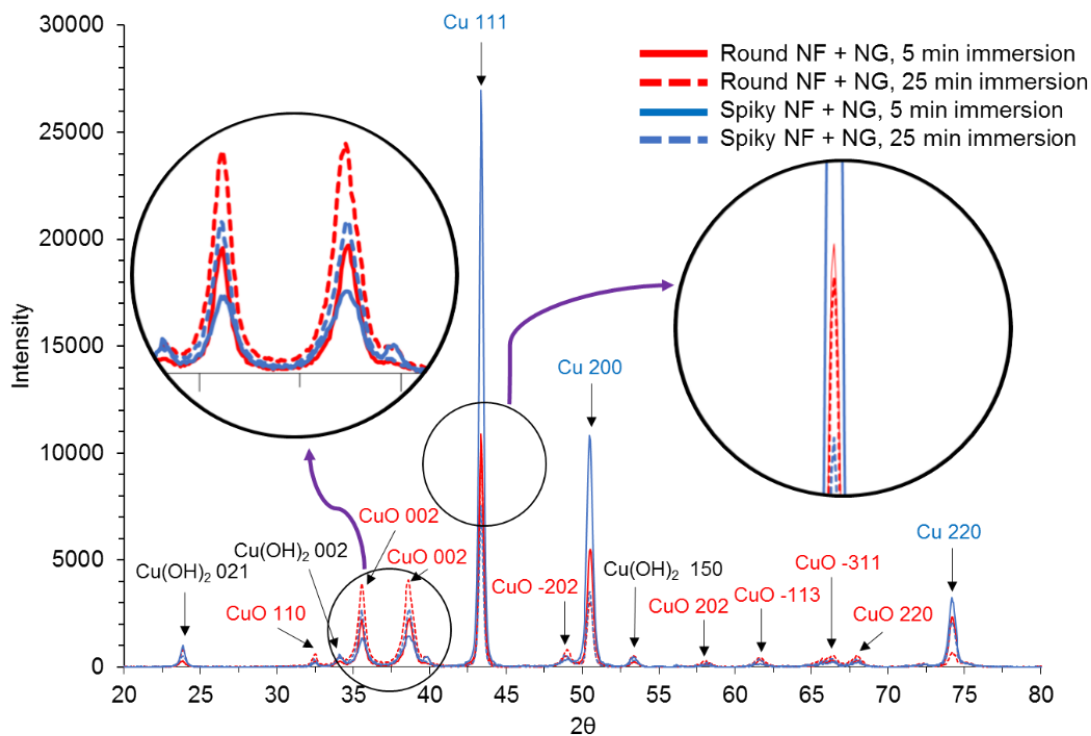 30000
25000
20000
15000
10000
5000
0
Intensity
Cu 111
Round NF + NG, 5 min immersion
Round NF + NG, 25 min immersion
Spiky NF + NG, 5 min immersion
Spiky NF + NG, 25 min immersion
Cu 200
Cu 220
CuO 002
Cu(OH)₂ 002
CuO 002
Cu(OH)₂ 021
CuO 110
CuO -202
Cu(OH)₂ 150
CuO 202
CuO -113
CuO -311
CuO 220
20 25 30 35 40 45 50 55 60 65 70 75 80
2θ